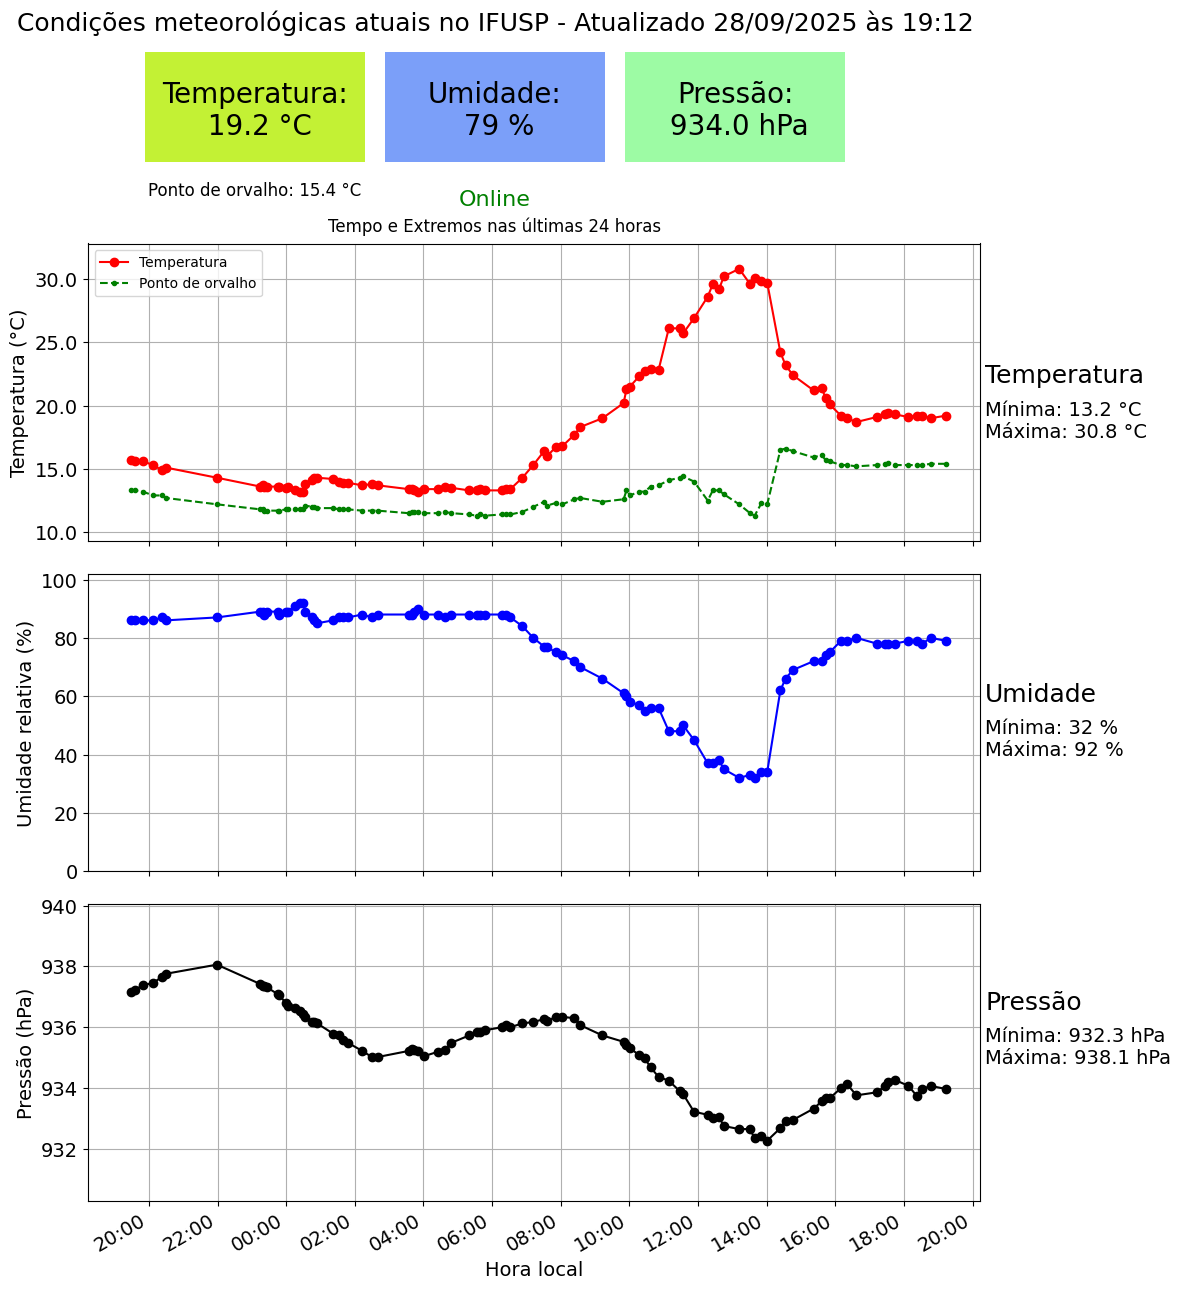 Condições meteorológicas atuais no IFUSP - Atualizado 28/09/2025 às 19:12
Temperatura:
19.2 °C
Umidade:
79 %
Pressão:
934.0 hPa
Ponto de orvalho: 15.4 °C
Online
Tempo e Extremos nas últimas 24 horas
Temperatura
Ponto de orvalho
Temperatura (°C)
30.0
25.0
20.0
15.0
10.0
Temperatura
Mínima: 13.2 °C
Máxima: 30.8 °C
Umidade relativa (%)
100
80
60
40
20
0
Umidade
Mínima: 32 %
Máxima: 92 %
Pressão (hPa)
940
938
936
934
932
Pressão
Mínima: 932.3 hPa
Máxima: 938.1 hPa
20:00
22:00
00:00
02:00
04:00
06:00
08:00
10:00
12:00
14:00
16:00
18:00
20:00
Hora local